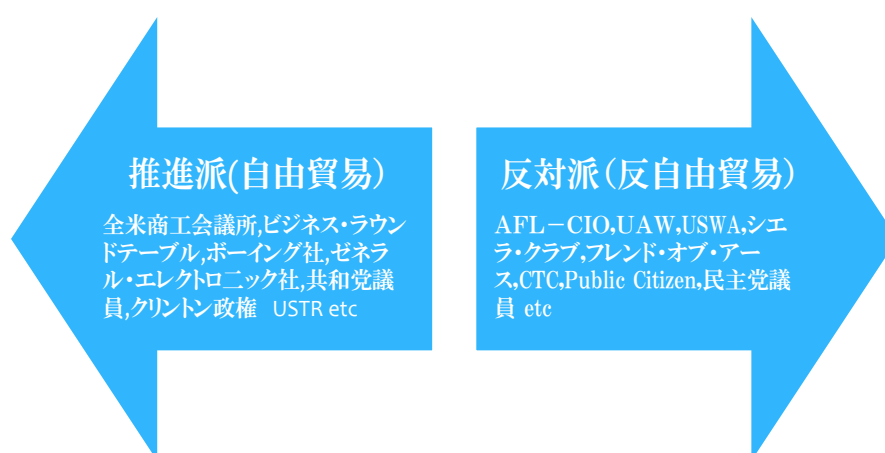 推進派(自由貿易)
全米商工会議所,ビジネス・ラウン
ドテーブル,ボーイング社,ゼネラ
ル・エレクトロニック社,共和党議
員,クリントン政権 USTR etc
反対派(反自由貿易)
AFL－CIO,UAW,USWA,シエ
ラ・クラブ,フレンド・オブ・アー
ス,CTC,Public Citizen,民主党議
員 etc